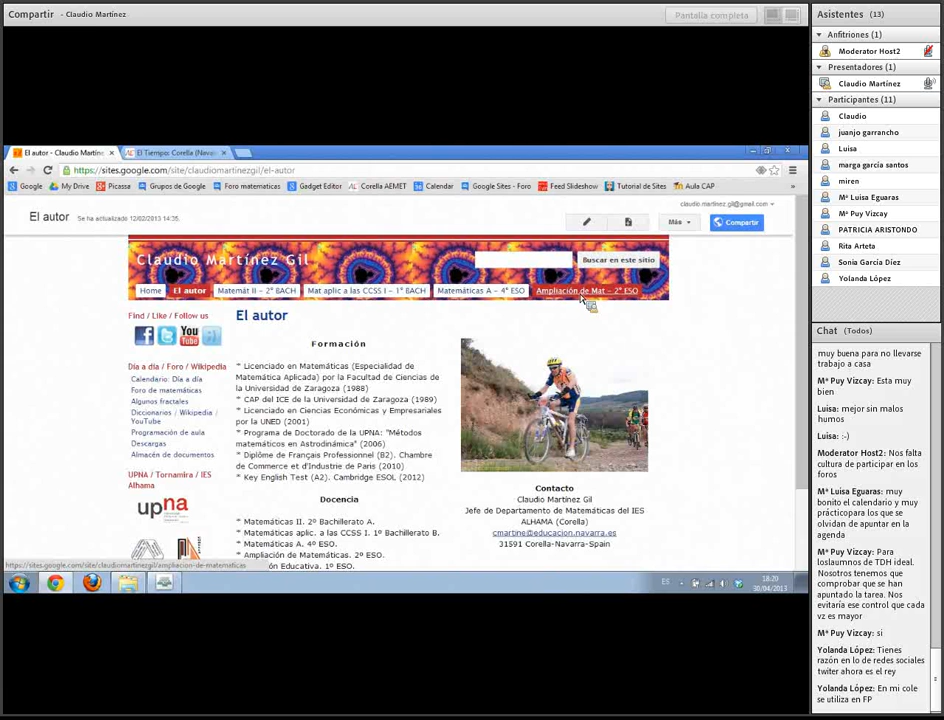 Compartir - Claudio Martínez
Pantalla completa
Asistentes (13)
Anfitriones (1)
Moderator Host2
Presentadores (1)
Claudio Martínez
Participantes (11)
Claudio
juanjo garrancho
Luisa
marga garcía santos
miren
Mª Luisa Eguaras
Mª Puy Vizcay
PATRICIA ARISTONDO
Rita Arteta
Sonia García Díez
Yolanda López
El autor - Claudio Martíne
El Tiempo: Corella (Nava
https://sites.google.com/site/claudiomartinezgil/el-autor
Google My Drive Picassa Grupos de Google Foro matematicas Gadget Editor Corella AEMET Calendar Google Sites - Foro Feed Slideshow Tutorial de Sites Aula CAP
claudio.martinez.gil@gmail.com
El autor Se ha actualizado 12/02/2013 14:35.
Más
Compartir
Claudio Martínez Gil
Buscar en este sitio
Home El autor Matemát II - 2º BACH Mat aplic a las CCSS I - 1º BACH Matemáticas A - 4º ESO Ampliación de Mat - 2º ESO
Find / Like / Follow us
You Tube
Día a día / Foro / Wikipedia
Calendario: Día a día
Foro de matemáticas
Algunos fractales
Diccionarios / Wikipedia /
YouTube
Programación de aula
Descargas
Almacén de documentos
UPNA / Tornamira / IES
Alhama
upna
El autor
Formación
* Licenciado en Matemáticas (Especialidad de
Matemática Aplicada) por la Facultad de Ciencias de
la Universidad de Zaragoza (1988)
* CAP del ICE de la Universidad de Zaragoza (1989)
* Licenciado en Ciencias Económicas y Empresariales
por la UNED (2001)
* Programa de Doctorado de la UPNA: "Métodos
matemáticos en Astrodinámica" (2006)
* Diplôme de Français Professionnel (B2). Chambre
de Commerce et d'Industrie de Paris (2010)
* Key English Test (A2). Cambridge ESOL (2012)
Docencia
* Matemáticas II. 2º Bachillerato A.
* Matemáticas aplic. a las CCSS I. 1º Bachillerato B.
* Matemáticas A. 4º ESO.
* Ampliación de Matemáticas. 2º ESO.
ón Educativa. 1º ESO.
Contacto
Claudio Martínez Gil
Jefe de Departamento de Matemáticas del IES
ALHAMA (Corella)
cmartine@educacion.navarra.es
31591 Corella-Navarra-Spain
https://sites.google.com/site/claudiomartinezgil/ampliacion-de-matematicas
ES
18:20
30/04/2013
Chat (Todos)
muy buena para no llevarse
trabajo a casa
Mª Puy Vizcay: Esta muy
bien
Luisa: mejor sin malos
humos
Luisa: :-)
Moderator Host2: Nos falta
cultura de participar en los
foros
Mª Luisa Eguaras: muy
bonito el calendario y muy
prácticopara los que se
olvidan de apuntar en la
agenda
Mª Puy Vizcay: Para
loslaumnos de TDH ideal.
Nosotros tenemos que
comprobar que se han
apuntado la tarea. Nos
evitaría ese control que cada
vz es mayor
Mª Puy Vizcay: si
Yolanda López: Tienes
razón en lo de redes sociales
twiter ahora es el rey
Yolanda López: En mi cole
se utiliza en FP